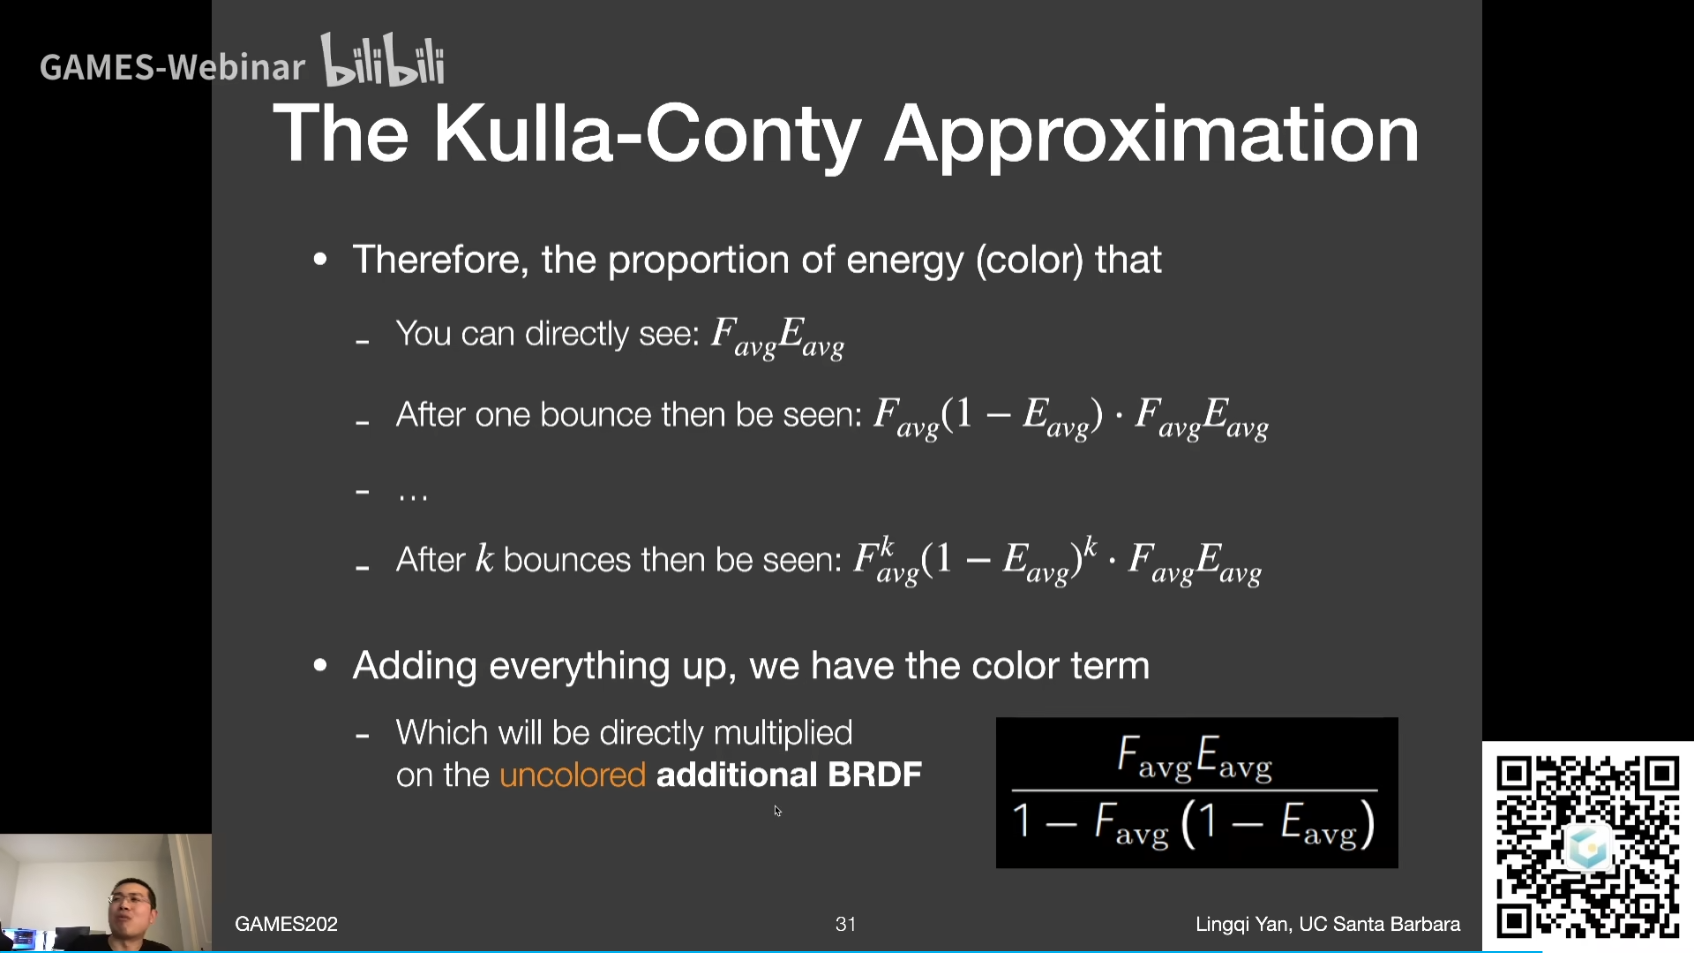 GAMES-Webinar bilibili
The Kulla-Conty Approximation
• Therefore, the proportion of energy (color) that
- You can directly see: F_{avg}E_{avg}
- After one bounce then be seen: F_{avg}(1 − E_{avg}) · F_{avg}E_{avg}
- …
- After k bounces then be seen: F_{avg}^{k}(1 − E_{avg})^{k} · F_{avg}E_{avg}
• Adding everything up, we have the color term
- Which will be directly multiplied
on the uncolored additional BRDF
F_{avg}E_{avg}
1 − F_{avg} (1 − E_{avg})
GAMES202
31
Lingqi Yan, UC Santa Barbara